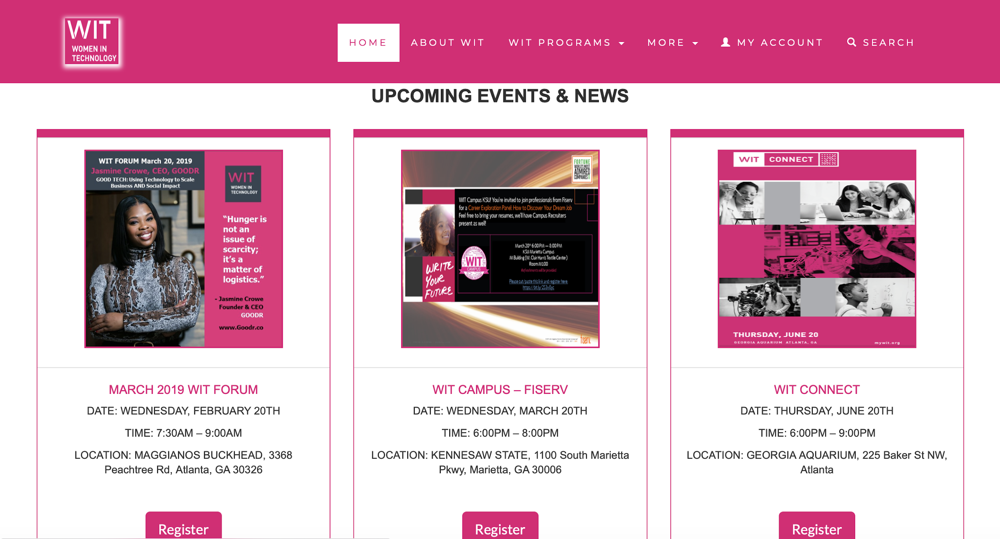 WIT
WOMEN IN
TECHNOLOGY
HOME
ABOUT WIT
WIT PROGRAMS
MORE
MY ACCOUNT
SEARCH
UPCOMING EVENTS & NEWS
WIT FORUM March 20, 2019
Jasmine Crowe, CEO, GOODR
GOOD TECH: Using Technology to Scale
Business AND Social Impact
WIT
WOMEN IN
TECHNOLOGY
“Hunger is
not an
issue of
scarcity;
it’s a
matter of
logistics.”
- Jasmine Crowe
Founder & CEO
GOODR
www.Goodr.co
MARCH 2019 WIT FORUM
DATE: WEDNESDAY, FEBRUARY 20TH
TIME: 7:30AM – 9:00AM
LOCATION: MAGGIANOS BUCKHEAD, 3368
Peachtree Rd, Atlanta, GA 30326
Register
FORTUNE
WORLD'S MOST
ADMIRED
COMPANIES
WIT Campus KSU! You're invited to join professionals from Fiserv
for a Career Exploration Panel: How to Discover Your Dream Job
Feel free to bring your resumes, we'll have Campus Recruiters
present as well!
March 20th 6:00PM — 8:00PM
KSU Marietta Campus
M Building (W. Clair Harris Textile Center)
Room M100
Refreshments will be provided.
Please cut/paste this link and register here:
https://bit.ly/2S3v0yc
WIT
CAMPUS
WRITE
YOUR
FUTURE
fiserv.
WIT CAMPUS – FISERV
DATE: WEDNESDAY, MARCH 20TH
TIME: 6:00PM – 8:00PM
LOCATION: KENNESAW STATE, 1100 South Marietta
Pkwy, Marietta, GA 30006
Register
WIT CONNECT
THURSDAY, JUNE 20
GEORGIA AQUARIUM ATLANTA, GA
mywit.org
WIT CONNECT
DATE: THURSDAY, JUNE 20TH
TIME: 6:00PM – 9:00PM
LOCATION: GEORGIA AQUARIUM, 225 Baker St NW,
Atlanta
Register